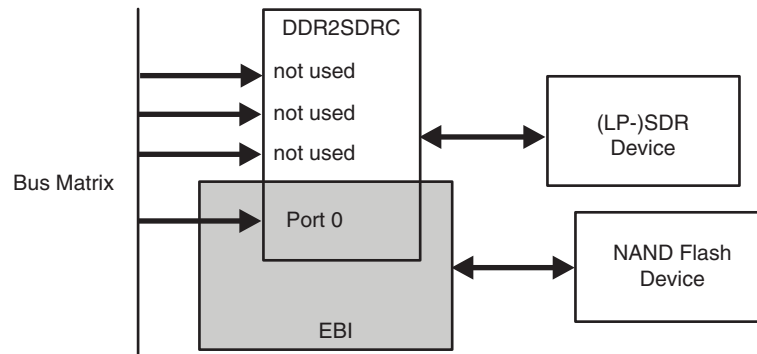 DDR2SDRC
not used
not used
not used
(LP-)SDR
Device
Bus Matrix
Port 0
NAND Flash
Device
EBI